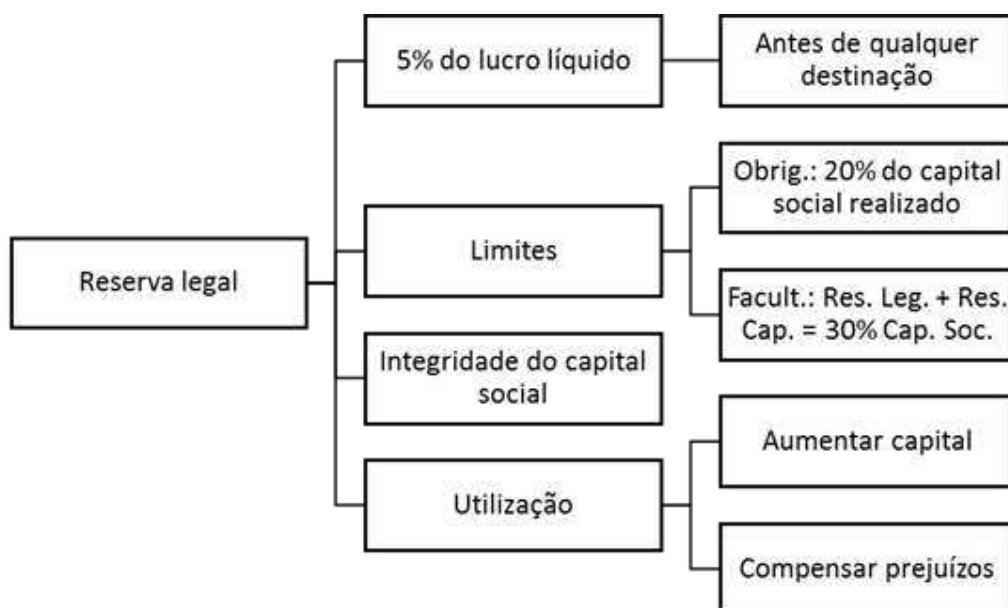 Reserva legal
5% do lucro líquido
Antes de qualquer
destinação
Limites
Obrig.: 20% do capital
social realizado
Facult.: Res. Leg. + Res.
Cap. = 30% Cap. Soc.
Integridade do capital
social
Utilização
Aumentar capital
Compensar prejuízos